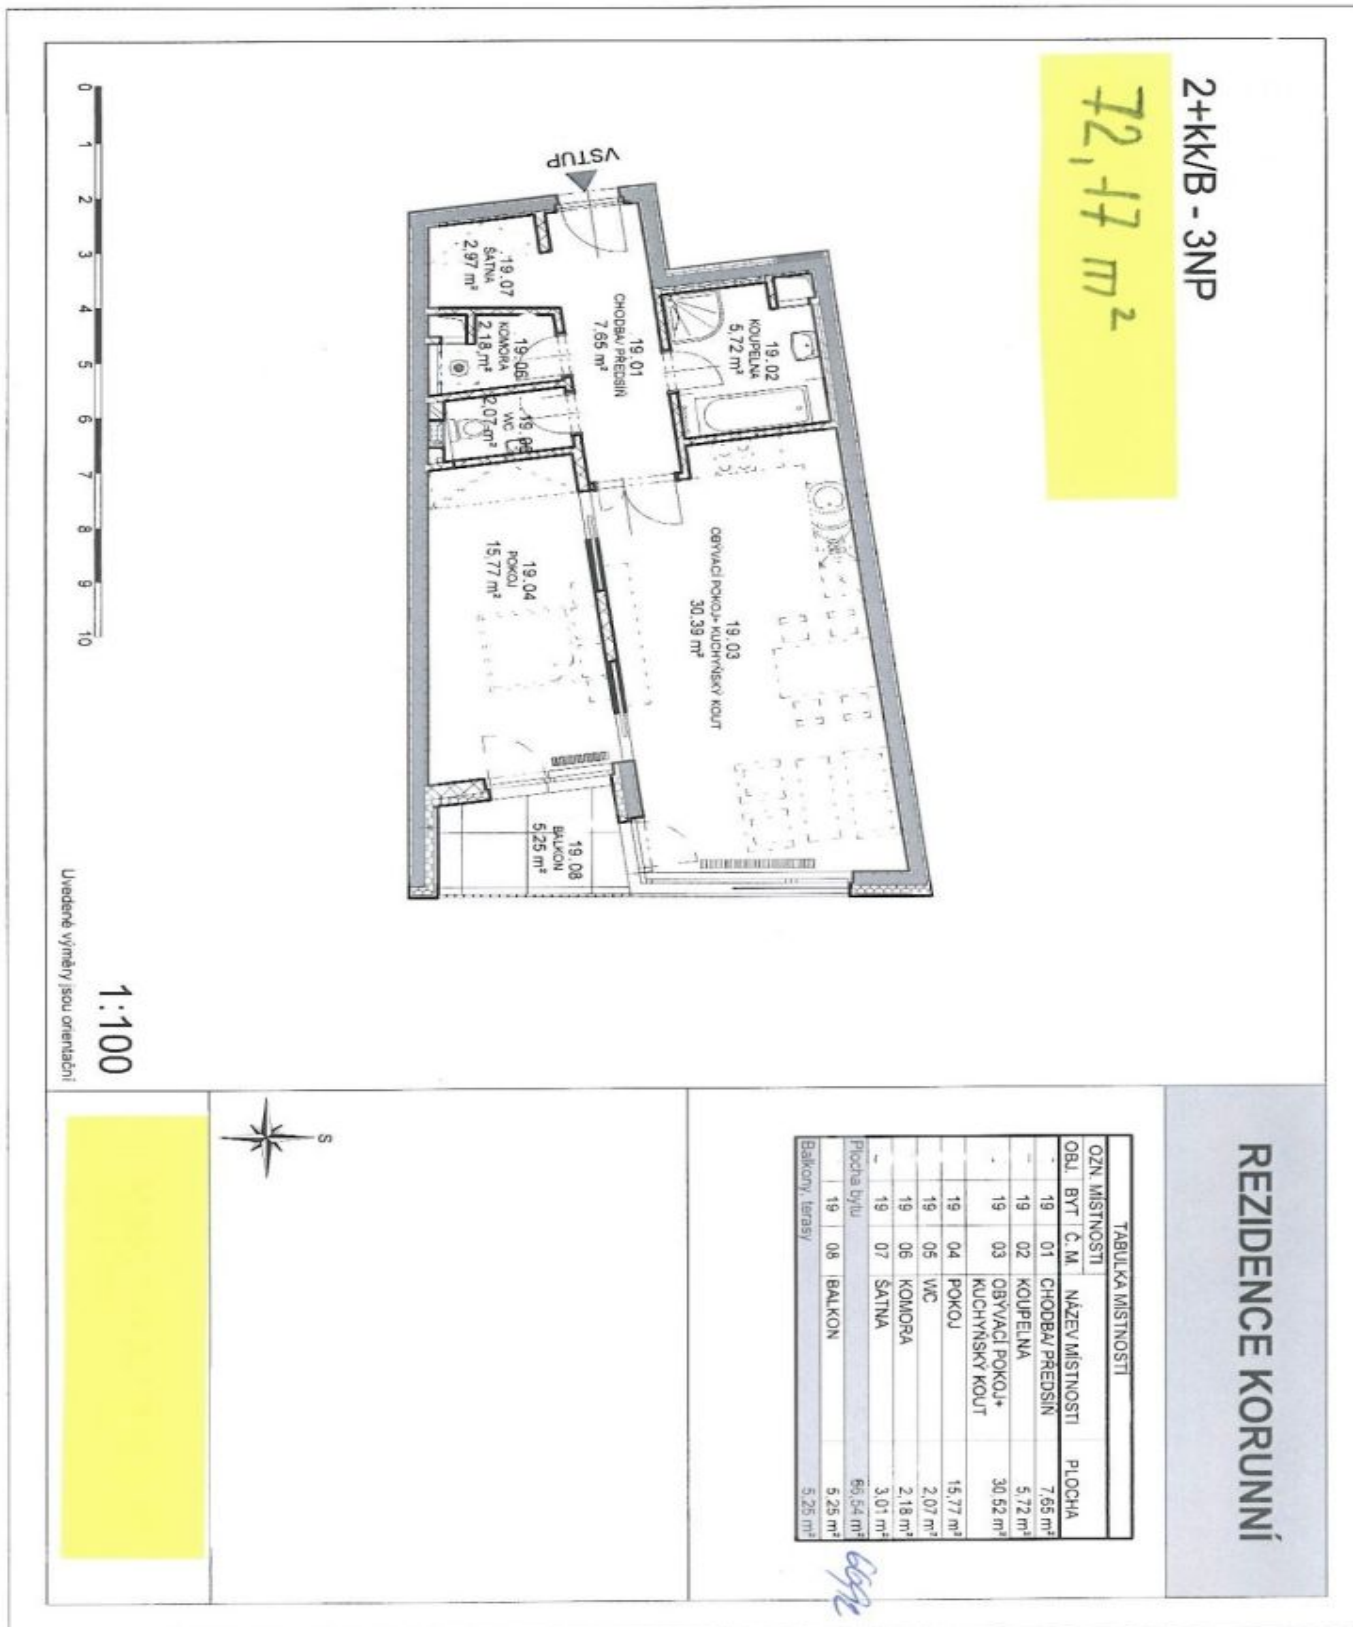 2+kk/B - 3NP
72,17 m²
VSTUP
19.01
CHODBA/ PŘEDSÍŇ
7,65 m²
19.02
KOUPELNA
5,72 m²
19.03
OBÝVACÍ POKOJ+ KUCHYŇSKÝ KOUT
30,39 m²
19.04
POKOJ
15,77 m²
19.05
WC
2,07 m²
19.06
KOMORA
2,18 m²
19.07
ŠATNA
2,97 m²
19.08
BALKON
5,25 m²
0 1 2 3 4 5 6 7 8 9 10
1:100
Uvedené výměry jsou orientační
REZIDENCE KORUNNÍ
TABULKA MÍSTNOSTÍ
OZN. MÍSTNOSTI
OBJ. BYT Č.M. NÁZEV MÍSTNOSTI PLOCHA
- 19 01 CHODBA/ PŘEDSÍŇ 7,65 m²
- 19 02 KOUPELNA 5,72 m²
- 19 03 OBÝVACÍ POKOJ+ 30,52 m²
KUCHYŇSKÝ KOUT
19 04 POKOJ 15,77 m²
19 05 WC 2,07 m²
19 06 KOMORA 2,18 m²
- 19 07 ŠATNA 3,01 m²
Plocha bytu 66,54 m²
19 08 BALKON 5,25 m²
Balkony, terasy 5,25 m²
S